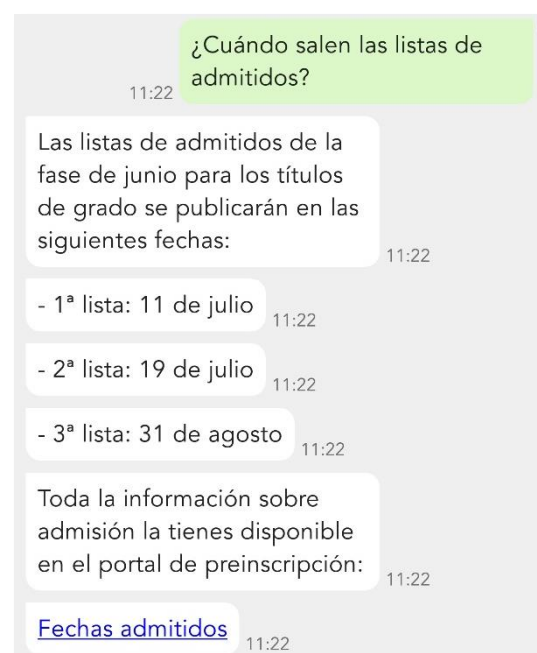 ¿Cuándo salen las listas de
admitidos?
11:22
Las listas de admitidos de la
fase de junio para los títulos
de grado se publicarán en las
siguientes fechas:
11:22
- 1ª lista: 11 de julio
11:22
- 2ª lista: 19 de julio
11:22
- 3ª lista: 31 de agosto
11:22
Toda la información sobre
admisión la tienes disponible
en el portal de preinscripción:
11:22
Fechas admitidos
11:22